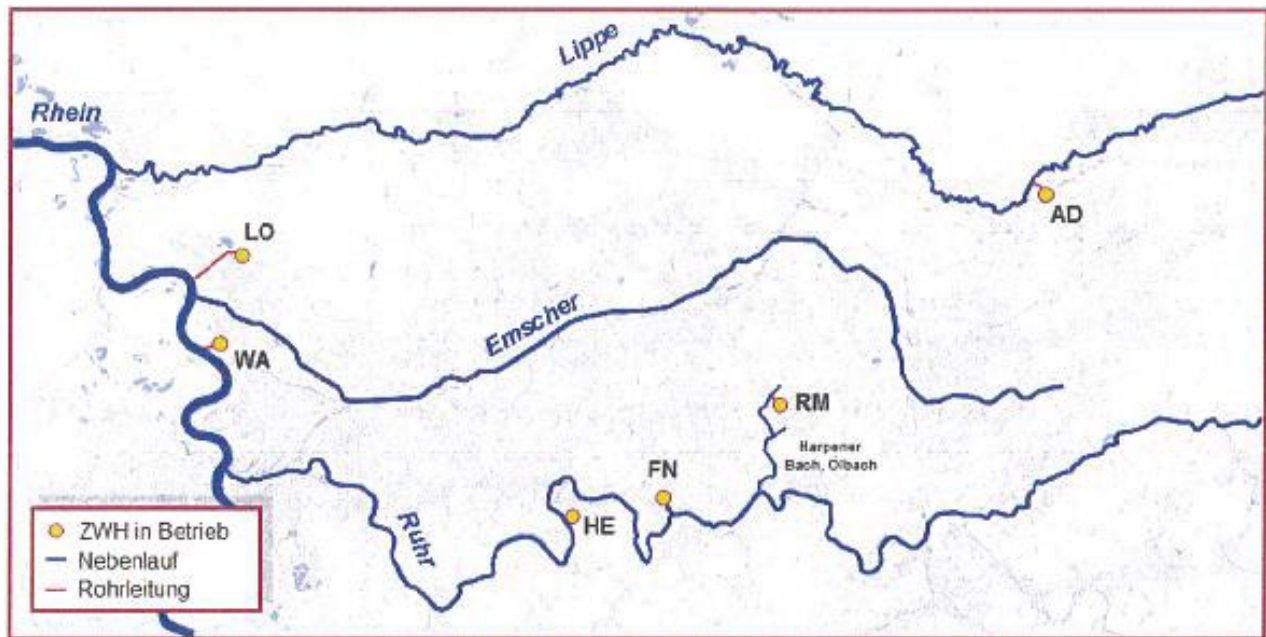 Lippe
Rhein
AD
LO
Emscher
WA
RM
Harpener
Bach, Ölbach
FN
HE
Ruhr
ZWH in Betrieb
Nebenlauf
Rohrleitung